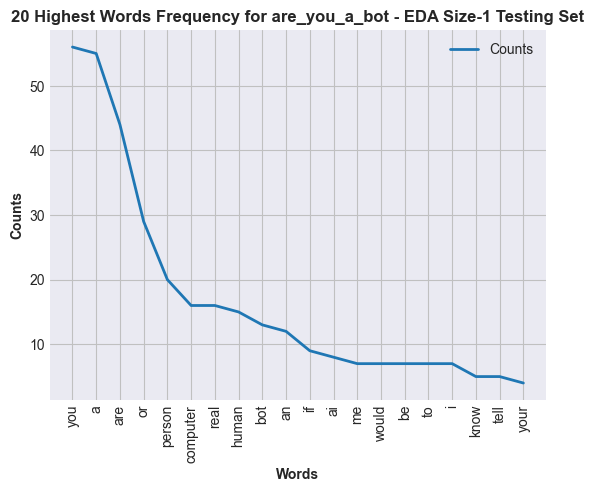 20 Highest Words Frequency for are_you_a_bot - EDA Size-1 Testing Set
Counts
50
40
30
20
10
Counts
you
a
are
or
person
computer
real
human
bot
an
if
ai
me
would
be
to
i
know
tell
your
Words